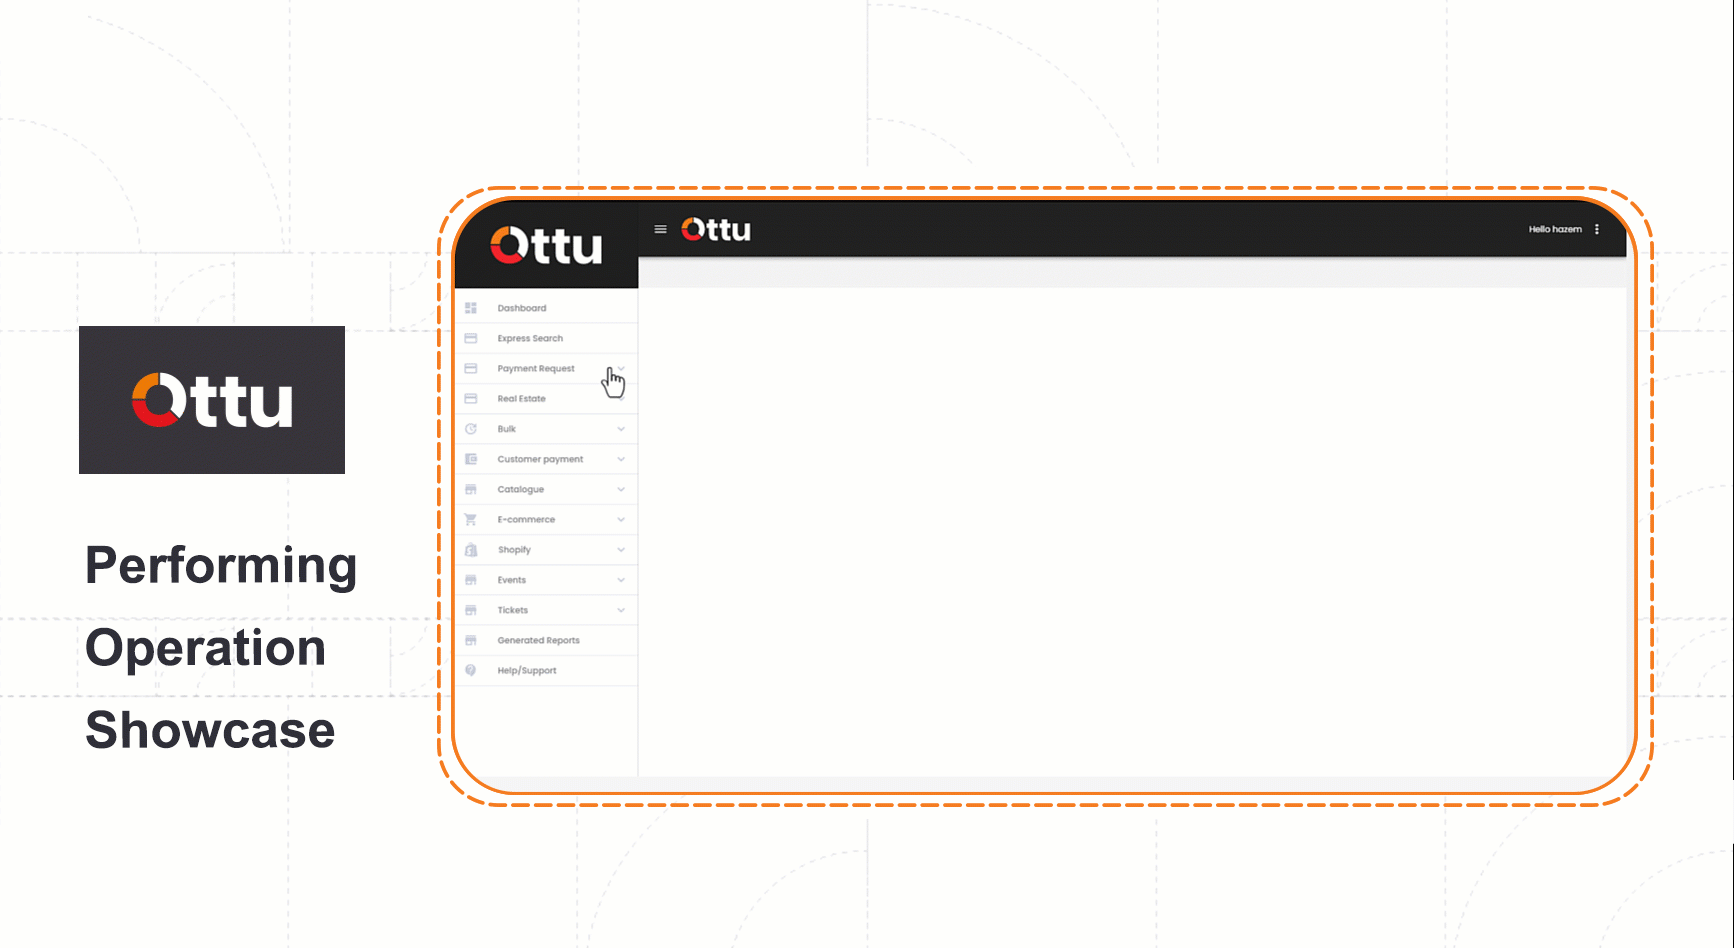 Ottu
Performing
Operation
Showcase
Ottu
Ottu
Hello hazem
Dashboard
Express Search
Payment Request
Real Estate
Bulk
Customer payment
Catalogue
E-commerce
Shopify
Events
Tickets
Generated Reports
Help/Support